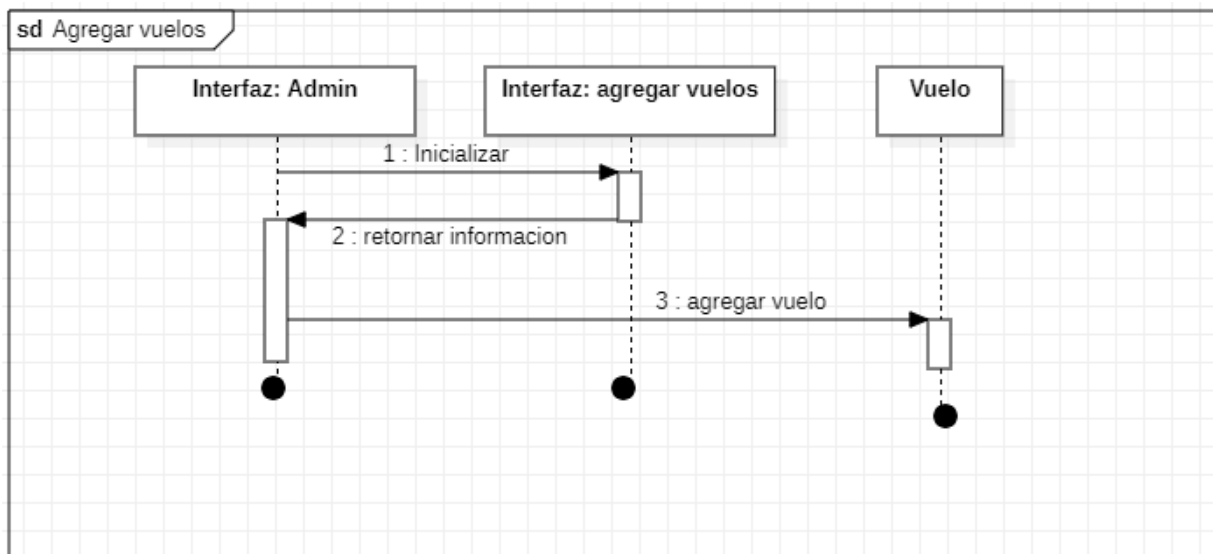 sd Agregar vuelos
Interfaz: Admin
Interfaz: agregar vuelos
Vuelo
1 : Inicializar
2 : retornar informacion
3 : agregar vuelo